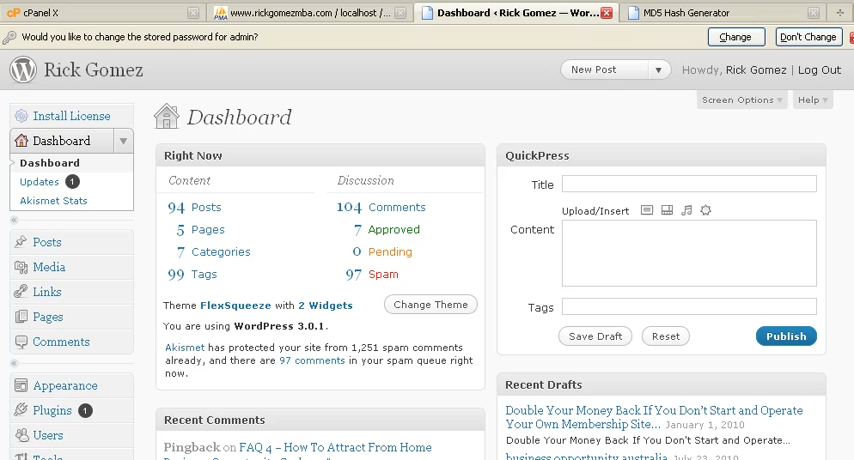 cPanel X
www.rickgomezmba.com / localhost /...
Dashboard ‹ Rick Gomez — Wor...
MD5 Hash Generator
Would you like to change the stored password for admin?
Change
Don't Change
Rick Gomez
New Post
Howdy, Rick Gomez | Log Out
Screen Options
Help
Install License
Dashboard
Dashboard
Updates 1
Akismet Stats
Posts
Media
Links
Pages
Comments
Appearance
Plugins 1
Users
Tools
Dashboard
Right Now
Content
Discussion
94 Posts
104 Comments
5 Pages
7 Approved
7 Categories
0 Pending
99 Tags
97 Spam
Theme FlexSqueeze with 2 Widgets
Change Theme
You are using WordPress 3.0.1.
Akismet has protected your site from 1,251 spam comments
already, and there are 97 comments in your spam queue right
now.
Recent Comments
Pingback on FAQ 4 – How To Attract From Home
QuickPress
Title
Upload/Insert
Content
Tags
Save Draft
Reset
Publish
Recent Drafts
Double Your Money Back If You Don't Start and Operate
Your Own Membership Site... January 1, 2010
Double Your Money Back If You Don't Start and Operate...
business opportunity australia July 23, 2010